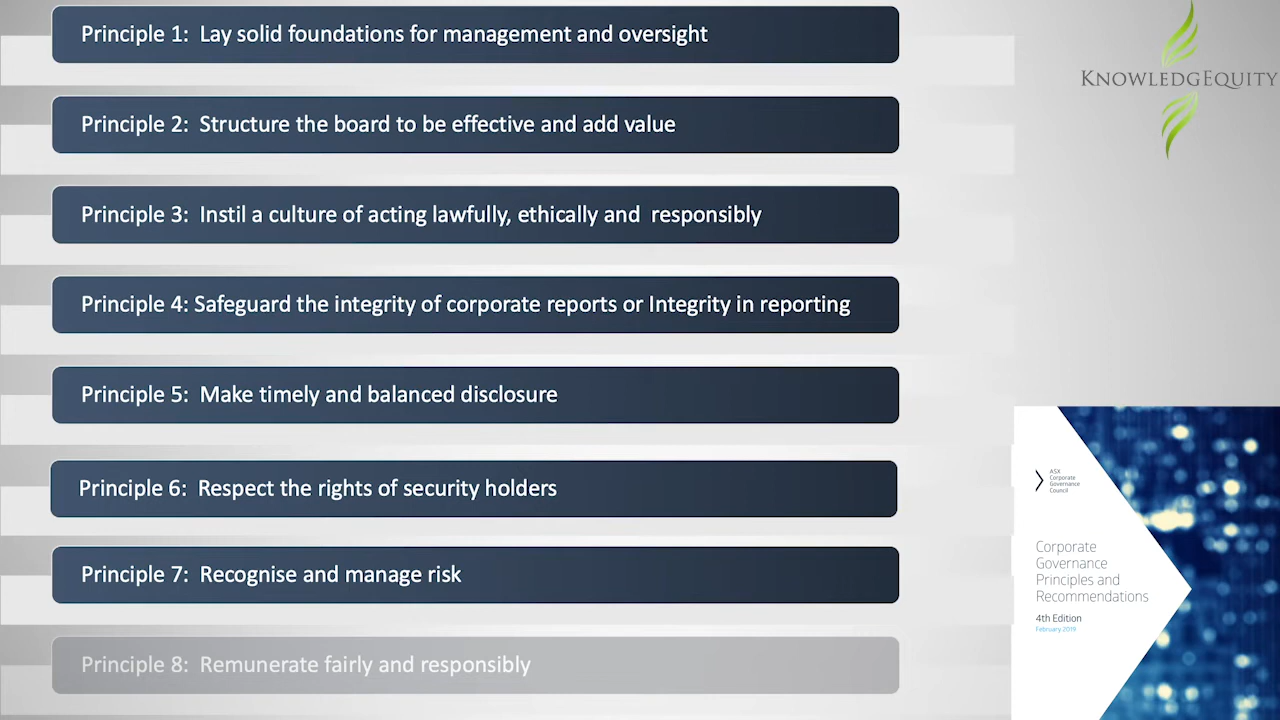 Principle 1: Lay solid foundations for management and oversight
Principle 2: Structure the board to be effective and add value
Principle 3: Instil a culture of acting lawfully, ethically and responsibly
Principle 4: Safeguard the integrity of corporate reports or Integrity in reporting
Principle 5: Make timely and balanced disclosure
Principle 6: Respect the rights of security holders
Principle 7: Recognise and manage risk
Principle 8: Remunerate fairly and responsibly
KNOWLEDGEQUITY
ASX
Corporate
Governance
Council
Corporate
Governance
Principles and
Recommendations
4th Edition
February 2019